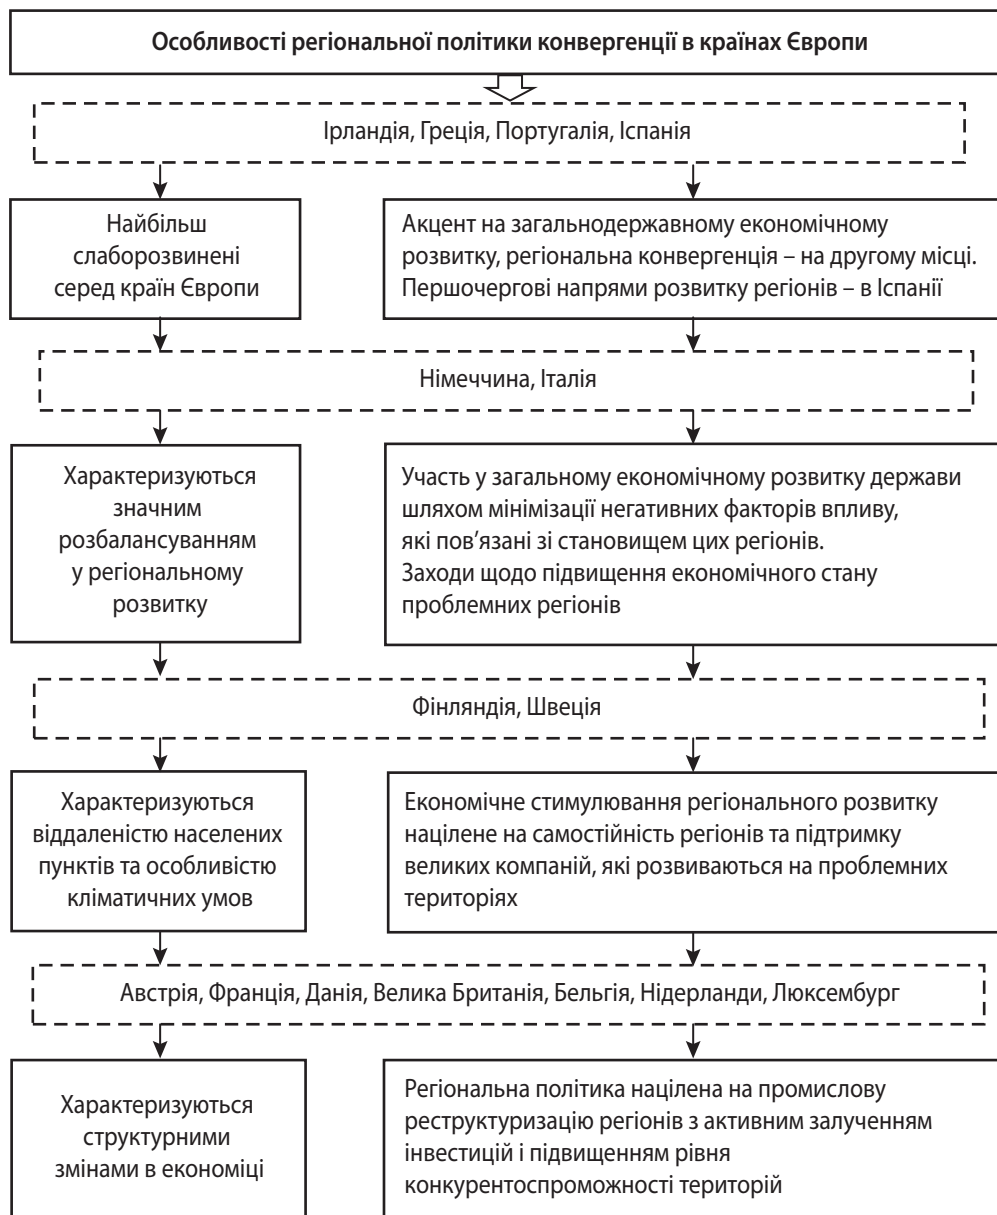 Особливості регіональної політики конвергенції в країнах Європи
Ірландія, Греція, Португалія, Іспанія
Найбільш
слаборозвинені
серед країн Європи
Акцент на загальнодержавному економічному
розвитку, регіональна конвергенція – на другому місці.
Першочергові напрями розвитку регіонів – в Іспанії
Німеччина, Італія
Характеризуються
значним
розбалансуванням
у регіональному
розвитку
Участь у загальному економічному розвитку держави
шляхом мінімізації негативних факторів впливу,
які пов’язані зі становищем цих регіонів.
Заходи щодо підвищення економічного стану
проблемних регіонів
Фінляндія, Швеція
Характеризуються
віддаленістю населених
пунктів та особливістю
кліматичних умов
Економічне стимулювання регіонального розвитку
націлене на самостійність регіонів та підтримку
великих компаній, які розвиваються на проблемних
територіях
Австрія, Франція, Данія, Велика Британія, Бельгія, Нідерланди, Люксембург
Характеризуються
структурними
змінами в економіці
Регіональна політика націлена на промислову
реструктуризацію регіонів з активним залученням
інвестицій і підвищенням рівня
конкурентоспроможності територій